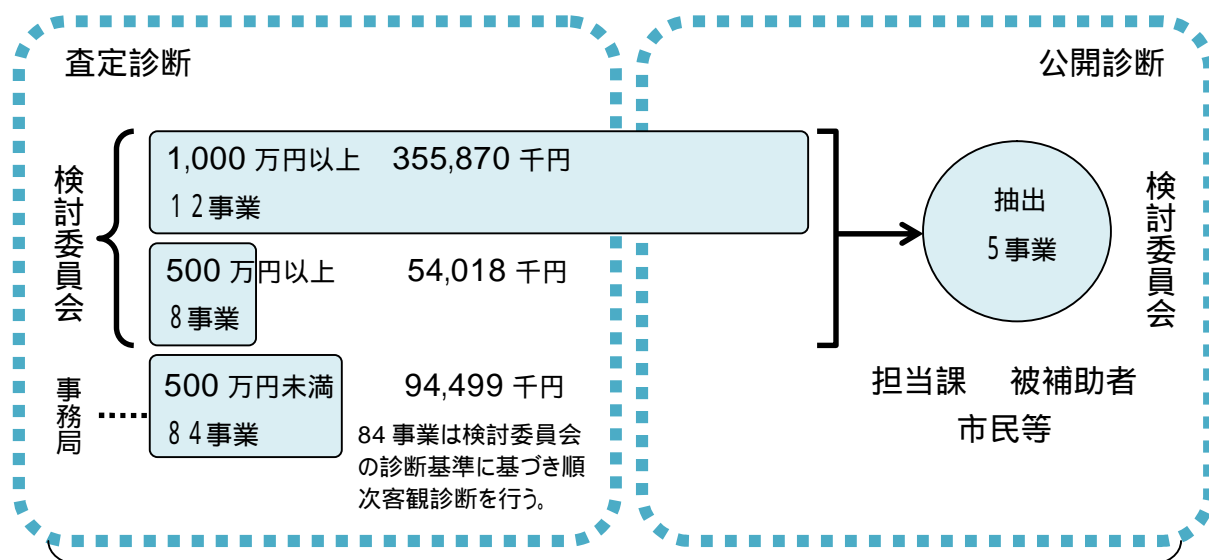 査定診断
公開診断
検討委員会
1,000 万円以上 355,870 千円
12事業
500 万円以上 54,018 千円
8事業
事務局
500 万円未満 94,499 千円
84事業
84 事業は検討委員会
の診断基準に基づき順
次客観診断を行う。
抽出
5事業
検討委員会
担当課 被補助者
市民等